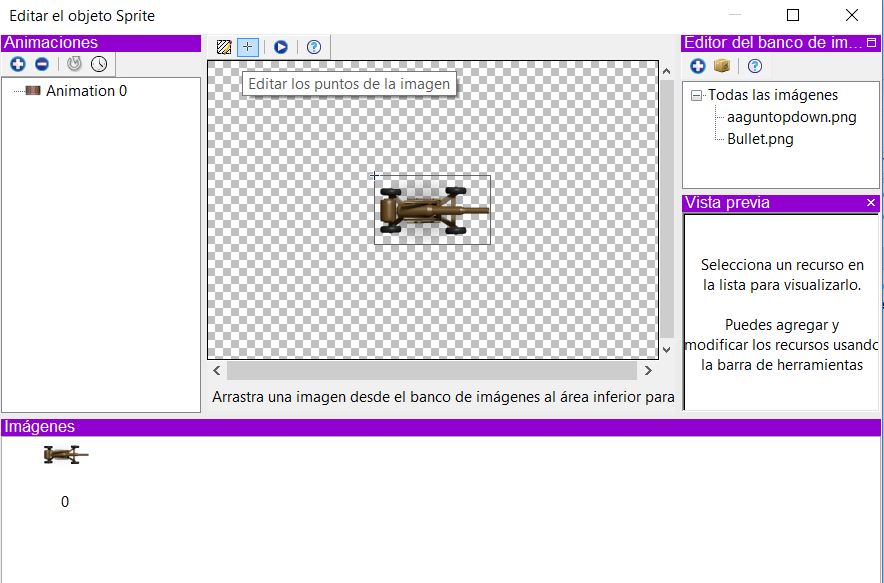 Editar el objeto Sprite
Animaciones
Animation 0
Editar los puntos de la imagen
Arrastra una imagen desde el banco de imágenes al área inferior para
Editor del banco de im...
Todas las imágenes
aaguntopdown.png
Bullet.png
Vista previa
Selecciona un recurso en
la lista para visualizarlo.
Puedes agregar y
modificar los recursos usando
la barra de herramientas
Imágenes
0